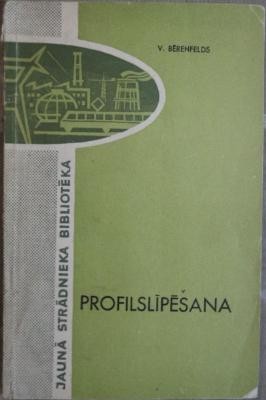 V. BĒRENFELDS
JAUNĀ STRĀDNIEKA BIBLIOTĒKA
PROFILSLĪPĒŠANA